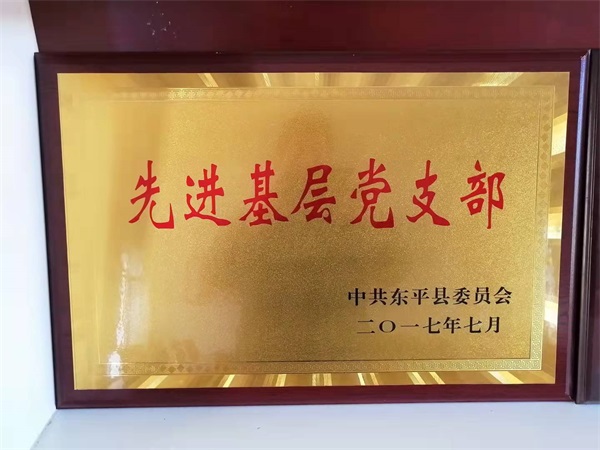 先进基层党支部
中共东平县委员会
二〇一七年七月